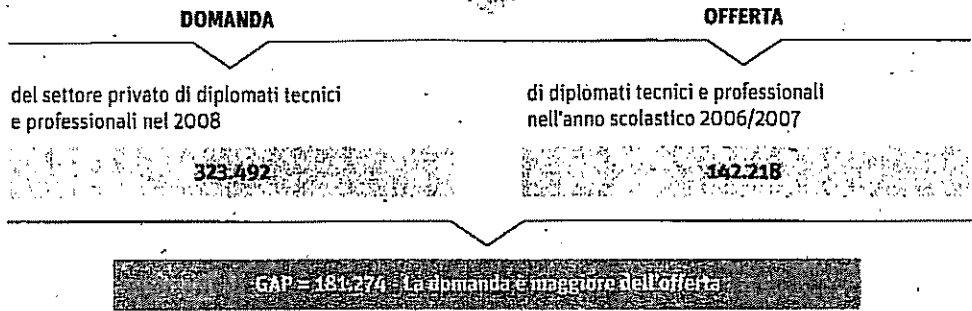 DOMANDA
OFFERTA
del settore privato di diplomati tecnici
e professionali nel 2008
di diplomati tecnici e professionali
nell'anno scolastico 2006/2007
323.492
142.218
GAP = 181.274 - La domanda è maggiore dell'offerta